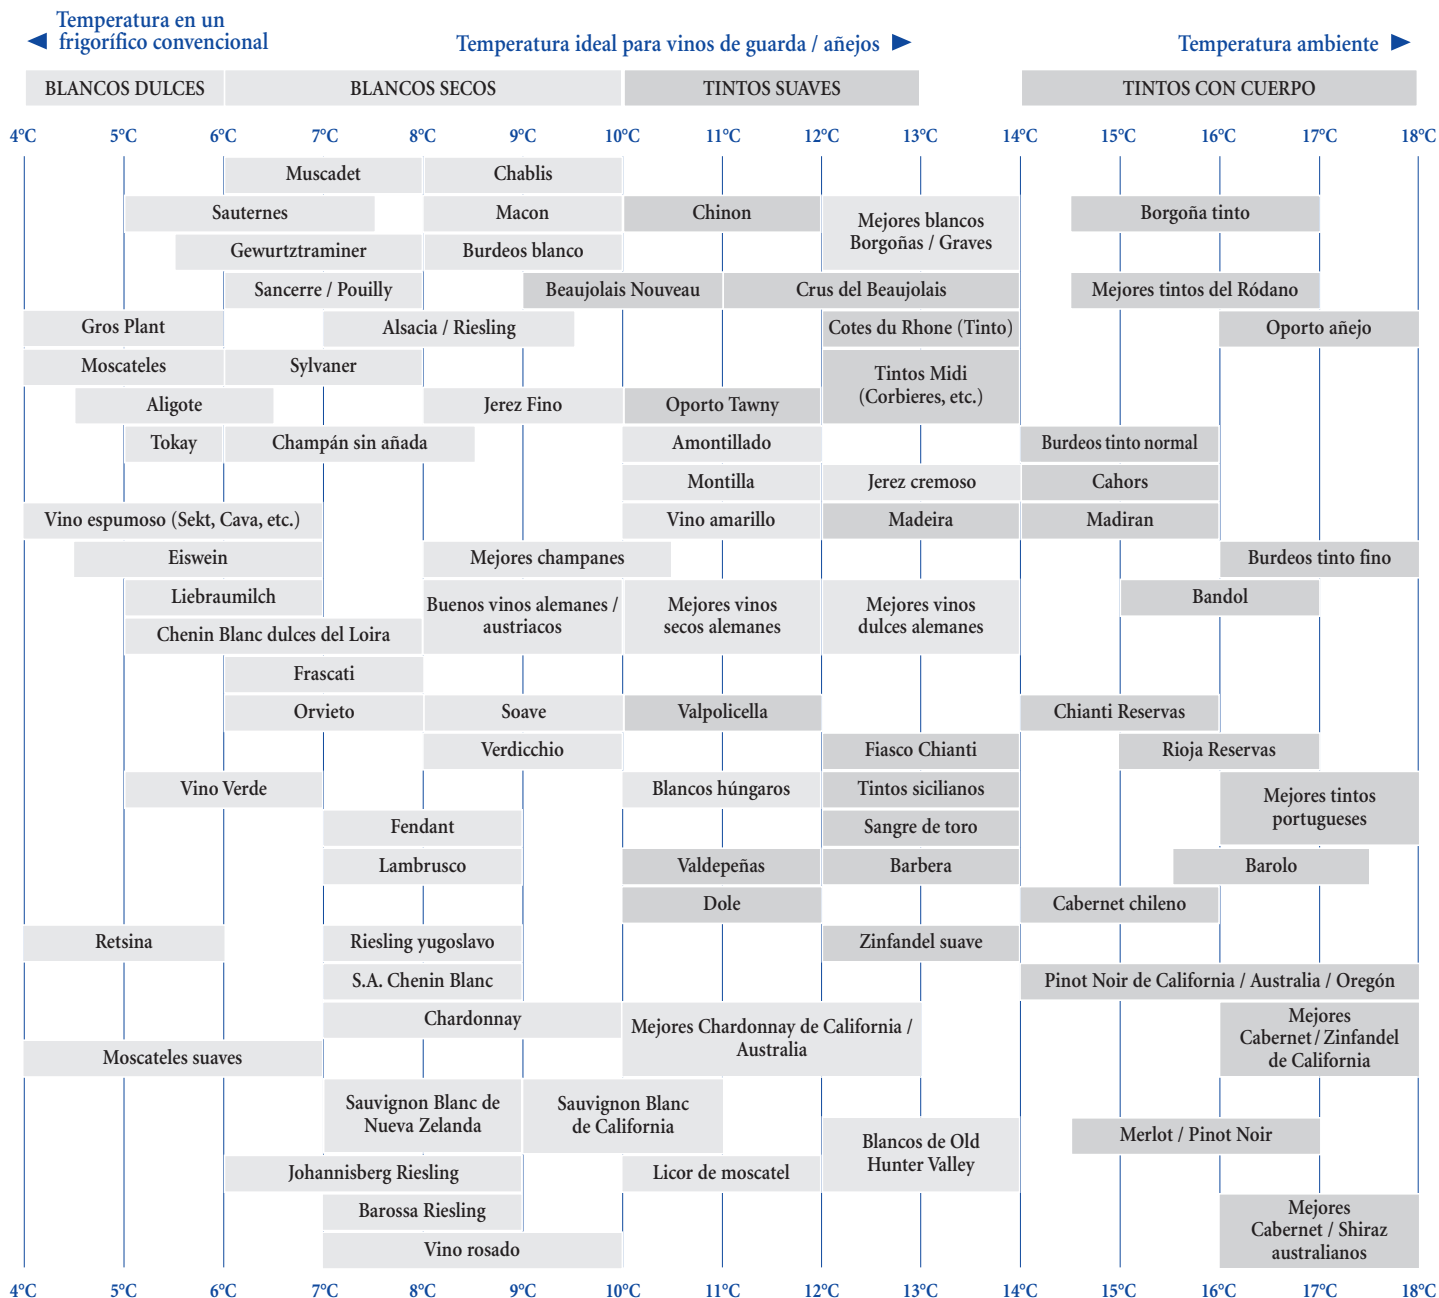 Temperatura en un
frigorífico convencional
Temperatura ideal para vinos de guarda / añejos
Temperatura ambiente
BLANCOS DULCES
BLANCOS SECOS
TINTOS SUAVES
TINTOS CON CUERPO
4°C 5°C 6°C 7°C 8°C 9°C 10°C 11°C 12°C 13°C 14°C 15°C 16°C 17°C 18°C
Muscadet
Chablis
Sauternes
Macon
Chinon
Mejores blancos
Borgoñas / Graves
Borgoña tinto
Gewurtztraminer
Burdeos blanco
Sancerre / Pouilly
Beaujolais Nouveau
Crus del Beaujolais
Mejores tintos del Ródano
Gros Plant
Alsacia / Riesling
Cotes du Rhone (Tinto)
Oporto añejo
Moscateles
Sylvaner
Tintos Midi
(Corbieres, etc.)
Aligote
Jerez Fino
Oporto Tawny
Tokay
Champán sin añada
Amontillado
Burdeos tinto normal
Montilla
Jerez cremoso
Cahors
Vino espumoso (Sekt, Cava, etc.)
Vino amarillo
Madeira
Madiran
Eiswein
Mejores champanes
Burdeos tinto fino
Liebraumilch
Buenos vinos alemanes /
austriacos
Mejores vinos
secos alemanes
Mejores vinos
dulces alemanes
Bandol
Chenin Blanc dulces del Loira
Frascati
Orvieto
Soave
Valpolicella
Chianti Reservas
Verdicchio
Fiasco Chianti
Rioja Reservas
Vino Verde
Blancos húngaros
Tintos sicilianos
Mejores tintos
portugueses
Fendant
Sangre de toro
Lambrusco
Valdepeñas
Barbera
Barolo
Dole
Cabernet chileno
Retsina
Riesling yugoslavo
Zinfandel suave
S.A. Chenin Blanc
Pinot Noir de California / Australia / Oregón
Chardonnay
Mejores Chardonnay de California /
Australia
Mejores
Cabernet / Zinfandel
de California
Moscateles suaves
Sauvignon Blanc de
Nueva Zelanda
Sauvignon Blanc
de California
Blancos de Old
Hunter Valley
Merlot / Pinot Noir
Johannisberg Riesling
Licor de moscatel
Barossa Riesling
Mejores
Cabernet / Shiraz
australianos
Vino rosado
4°C 5°C 6°C 7°C 8°C 9°C 10°C 11°C 12°C 13°C 14°C 15°C 16°C 17°C 18°C